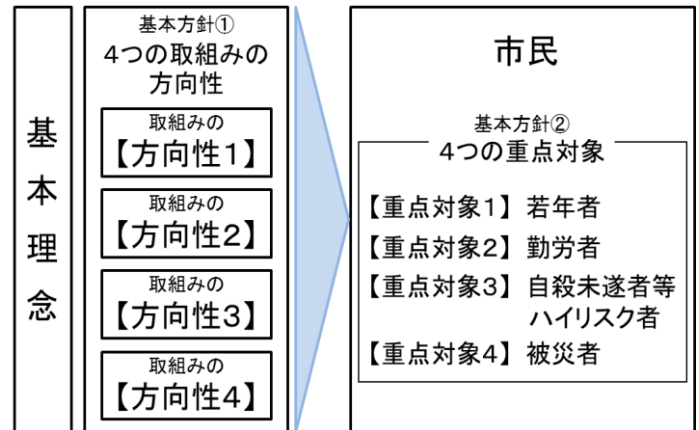 基本理念
基本方針①
4つの取組みの
方向性
取組みの
【方向性1】
取組みの
【方向性2】
取組みの
【方向性3】
取組みの
【方向性4】
市民
基本方針②
4つの重点対象
【重点対象1】 若年者
【重点対象2】 勤労者
【重点対象3】 自殺未遂者等
ハイリスク者
【重点対象4】 被災者